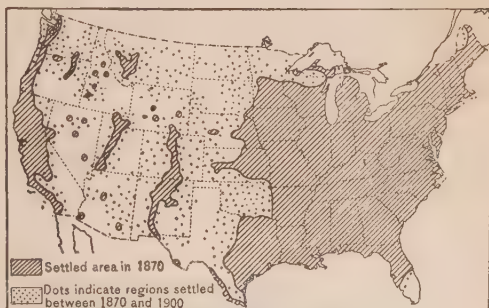 Settled area in 1870
Dots indicate regions settled
between 1870 and 1900